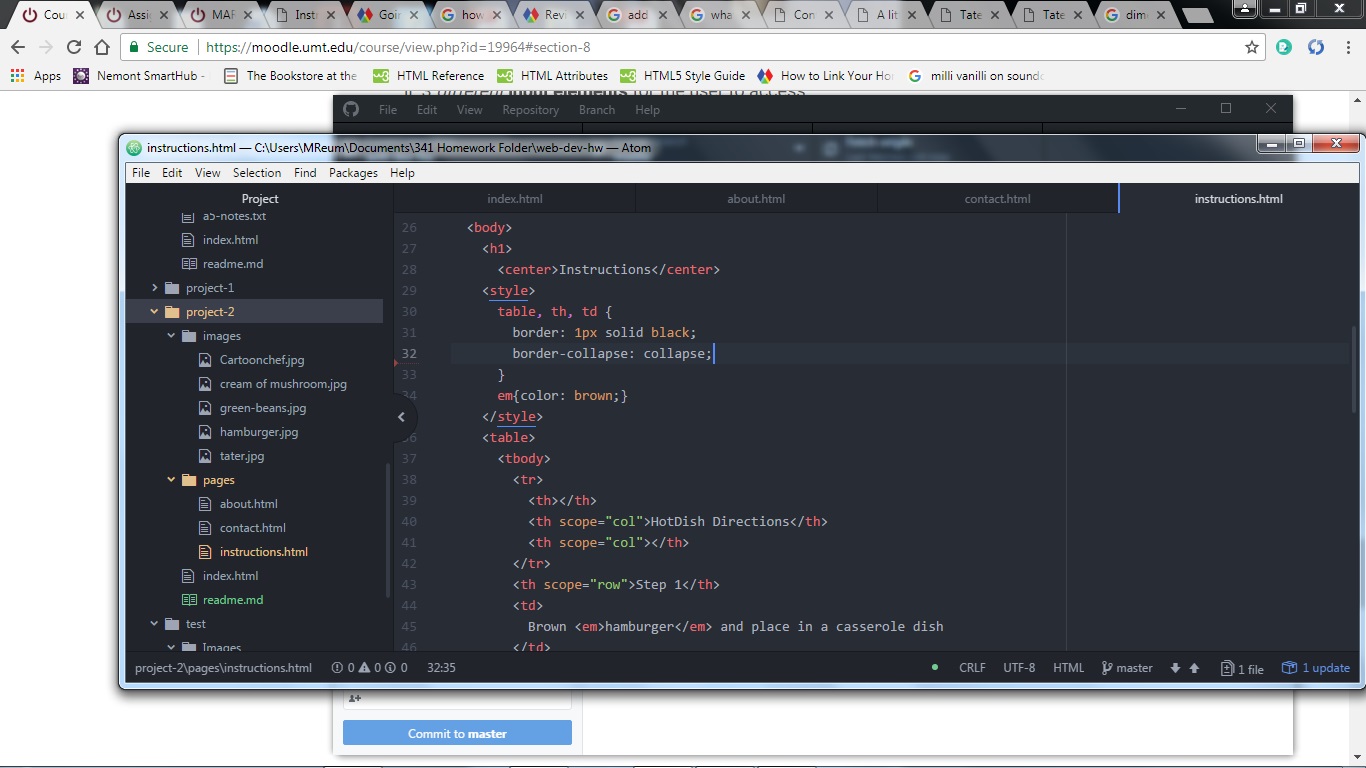 Cou Assig MAR Inst Goin how Rev add wha Con A lit Tate Tate dim
Secure https://moodle.umt.edu/course/view.php?id=19964#section-8
Apps Nemont SmartHub - The Bookstore at the HTML Reference HTML Attributes HTML5 Style Guide How to Link Your Ho milli vanilli on soundc
File Edit View Repository Branch Help
instructions.html — C:\Users\MReum\Documents\341 Homework Folder\web-dev-hw — Atom
File Edit View Selection Find Packages Help
Project
a5-notes.txt
index.html
readme.md
project-1
project-2
images
Cartoonchef.jpg
cream of mushroom.jpg
green-beans.jpg
hamburger.jpg
tater.jpg
pages
about.html
contact.html
instructions.html
index.html
readme.md
test
Images
index.html about.html contact.html instructions.html
26 <body>
27 <h1>
28 <center>Instructions</center>
29 <style>
30 table, th, td {
31 border: 1px solid black;
32 border-collapse: collapse;
33 }
34 em{color: brown;}
</style>
36 <table>
37 <tbody>
38 <tr>
39 <th></th>
40 <th scope="col">HotDish Directions</th>
41 <th scope="col"></th>
42 </tr>
43 <th scope="row">Step 1</th>
44 <td>
45 Brown <em>hamburger</em> and place in a casserole dish
46 </td>
project-2\pages\instructions.html 0 0 0 32:35 CRLF UTF-8 HTML master 1 file 1 update
Commit to master